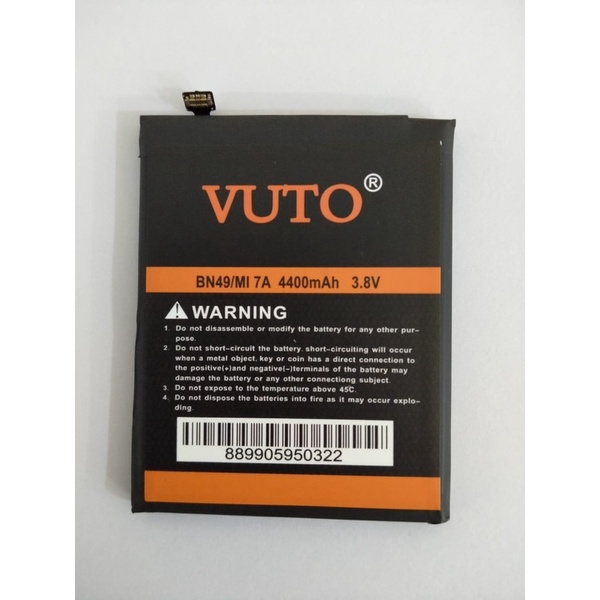 VUTO®
BN49/MI 7A 4400mAh 3.8V
WARNING
1. Do not disassemble or modify the battery for any other pur-
pose.
2. Do not short-circuit the battery, short-circuiting will occur
when a metal object, key or coin has a direct connection to
the positive(+)and negative(-)terminals of the battery may
damage the battery or any other connectiong subject.
3. Do not expose to the temperature above 45℃.
4. Do not dispose the batteries into fire as it may occur explo-
ding.
889905950322